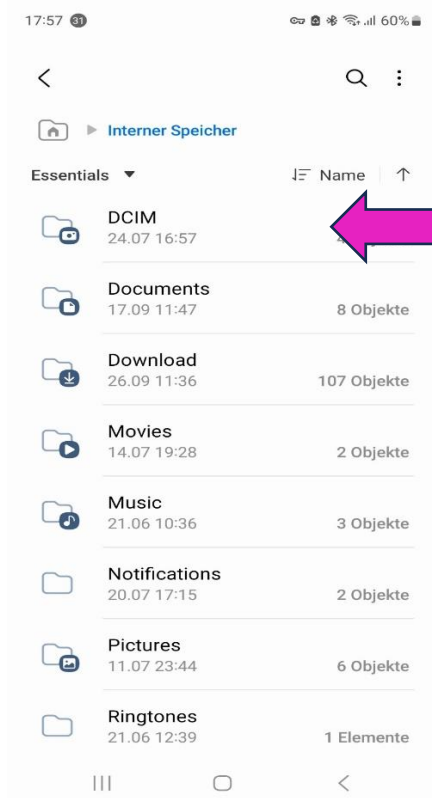 17:57 31 60%
Interner Speicher
Essentials Name
DCIM
24.07 16:57
Documents
17.09 11:47 8 Objekte
Download
26.09 11:36 107 Objekte
Movies
14.07 19:28 2 Objekte
Music
21.06 10:36 3 Objekte
Notifications
20.07 17:15 2 Objekte
Pictures
11.07 23:44 6 Objekte
Ringtones
21.06 12:39 1 Elemente